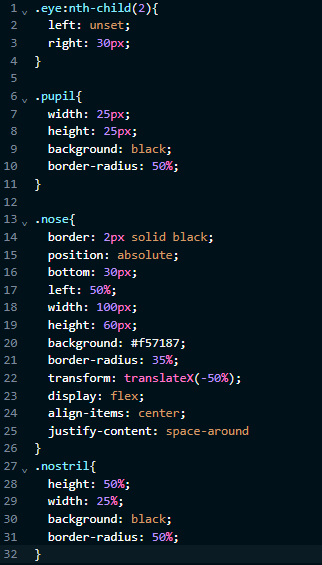 1 .eye:nth-child(2){
2 left: unset;
3 right: 30px;
4 }
5
6 .pupil{
7 width: 25px;
8 height: 25px;
9 background: black;
10 border-radius: 50%;
11 }
12
13 .nose{
14 border: 2px solid black;
15 position: absolute;
16 bottom: 30px;
17 left: 50%;
18 width: 100px;
19 height: 60px;
20 background: #f57187;
21 border-radius: 35%;
22 transform: translateX(-50%);
23 display: flex;
24 align-items: center;
25 justify-content: space-around
26 }
27 .nostril{
28 height: 50%;
29 width: 25%;
30 background: black;
31 border-radius: 50%;
32 }